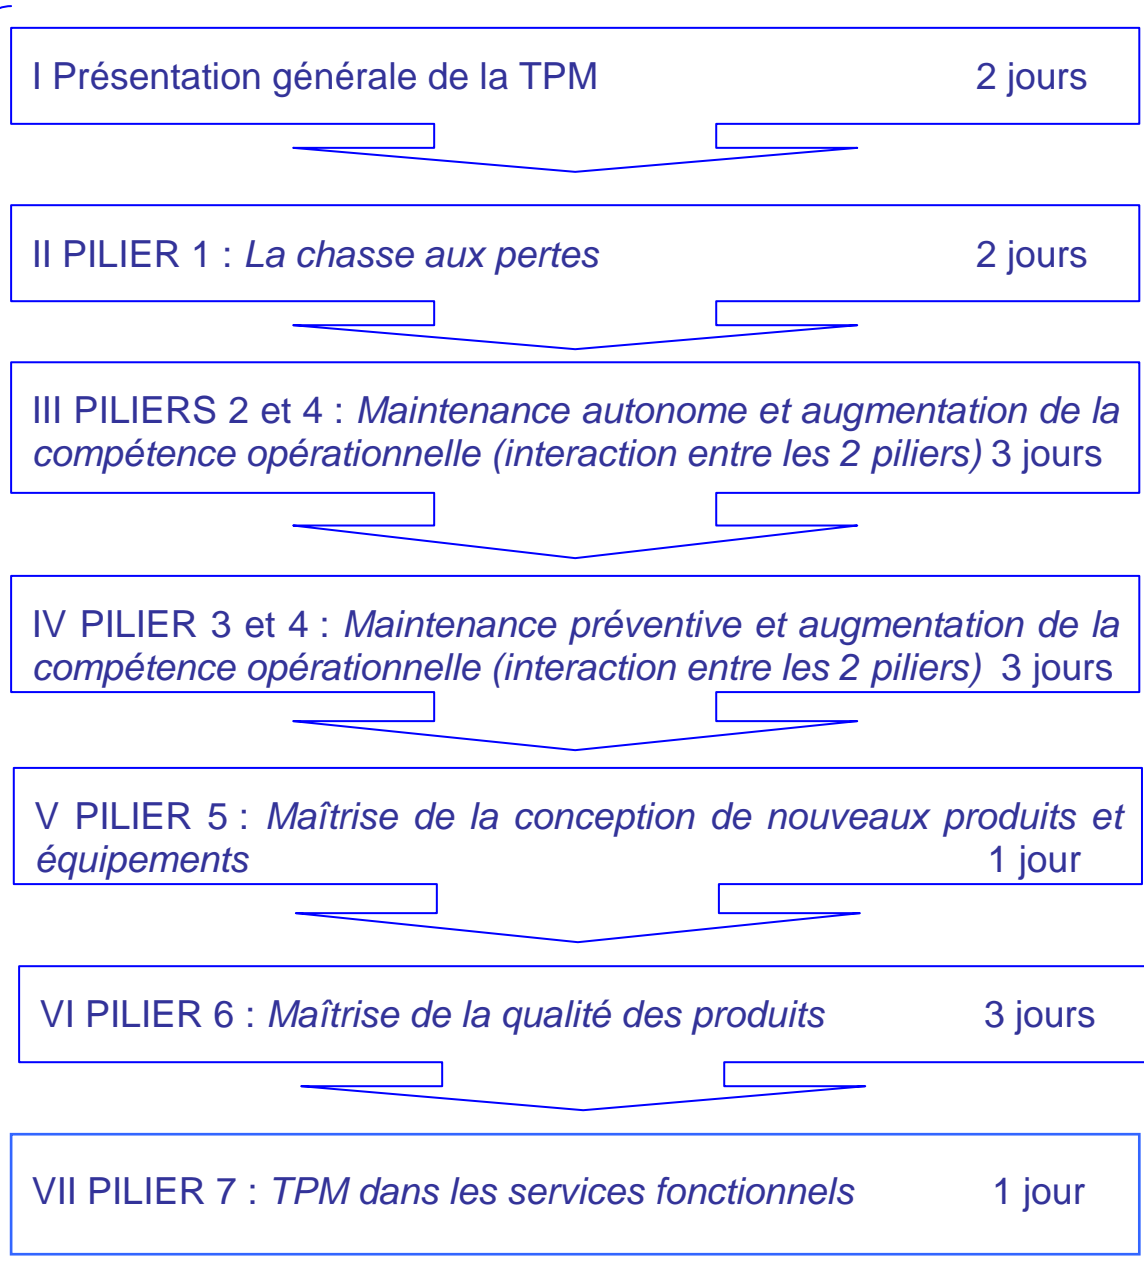 I Présentation générale de la TPM 2 jours
II PILIER 1 : La chasse aux pertes 2 jours
III PILIERS 2 et 4 : Maintenance autonome et augmentation de la
compétence opérationnelle (interaction entre les 2 piliers) 3 jours
IV PILIER 3 et 4 : Maintenance préventive et augmentation de la
compétence opérationnelle (interaction entre les 2 piliers) 3 jours
V PILIER 5 : Maîtrise de la conception de nouveaux produits et
équipements 1 jour
VI PILIER 6 : Maîtrise de la qualité des produits 3 jours
VII PILIER 7 : TPM dans les services fonctionnels 1 jour